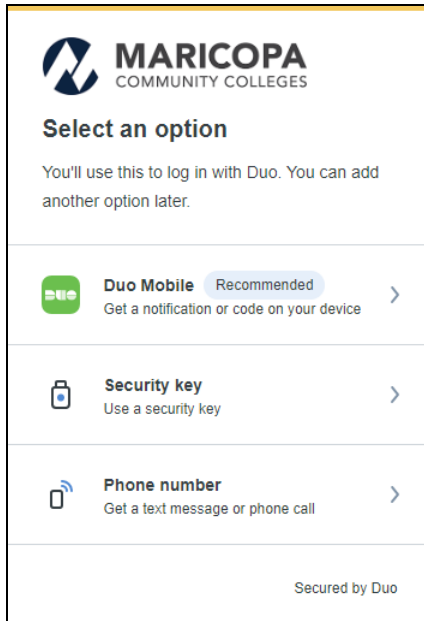 MARICOPA
COMMUNITY COLLEGES
Select an option
You'll use this to log in with Duo. You can add
another option later.
DUO
Duo Mobile Recommended
Get a notification or code on your device
Security key
Use a security key
Phone number
Get a text message or phone call
Secured by Duo